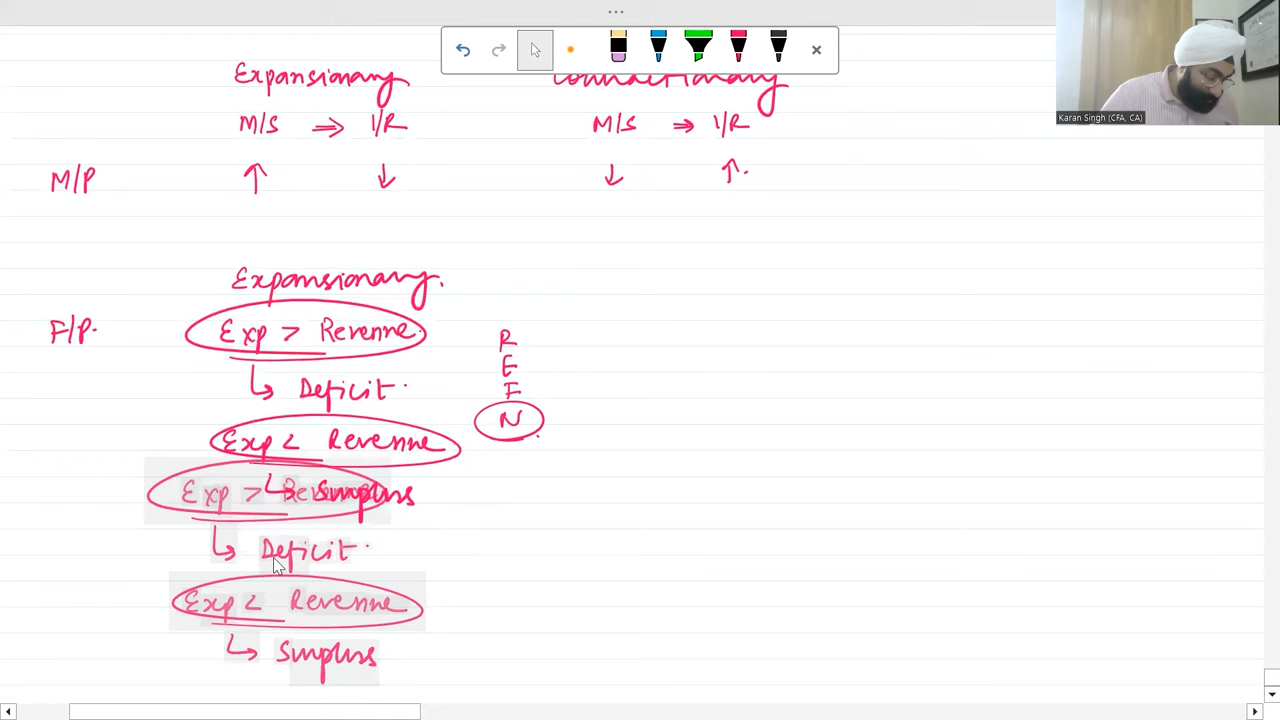 Expansionary Contractionary
M/S ⇒ I/R M/S ⇒ I/R
M/P ↑ ↓ ↓ ↑.
Expansionary.
F/P. Exp > Revenue.
R
E
F
N.
↳ Deficit.
Exp < Revenue
↳ Surplus
Exp > Revenue
↳ Deficit.
Exp < Revenue
↳ Surplus
Karan Singh (CFA, CA)